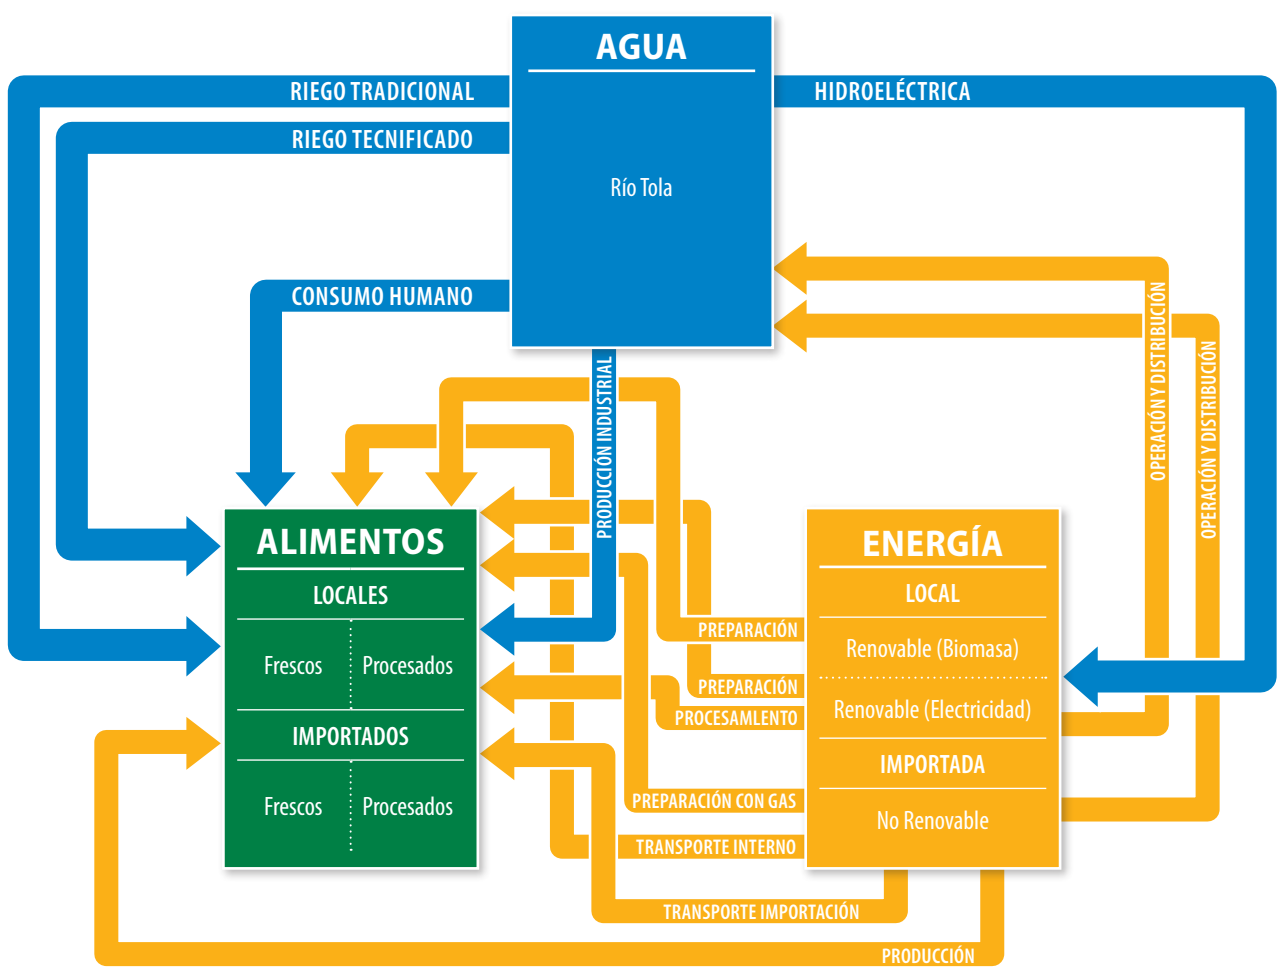 AGUA
RIEGO TRADICIONAL
HIDROELÉCTRICA
RIEGO TECNIFICADO
Río Tola
CONSUMO HUMANO
OPERACIÓN Y DISTRIBUCIÓN
OPERACIÓN Y DISTRIBUCIÓN
PRODUCCIÓN INDUSTRIAL
ALIMENTOS
LOCALES
Frescos
Procesados
IMPORTADOS
Frescos
Procesados
ENERGÍA
LOCAL
Renovable (Biomasa)
Renovable (Electricidad)
IMPORTADA
No Renovable
PREPARACIÓN
PREPARACIÓN
PROCESAMLENTO
PREPARACIÓN CON GAS
TRANSPORTE INTERNO
TRANSPORTE IMPORTACIÓN
PRODUCCIÓN